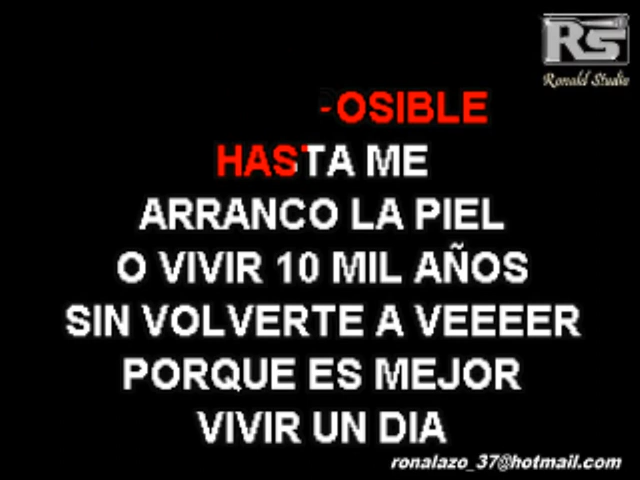 RS
Ronald Studio
-OSIBLE
HASTA ME
ARRANCO LA PIEL
O VIVIR 10 MIL AÑOS
SIN VOLVERTE A VEEEER
PORQUE ES MEJOR
VIVIR UN DIA
ronalazo_37@hotmail.com